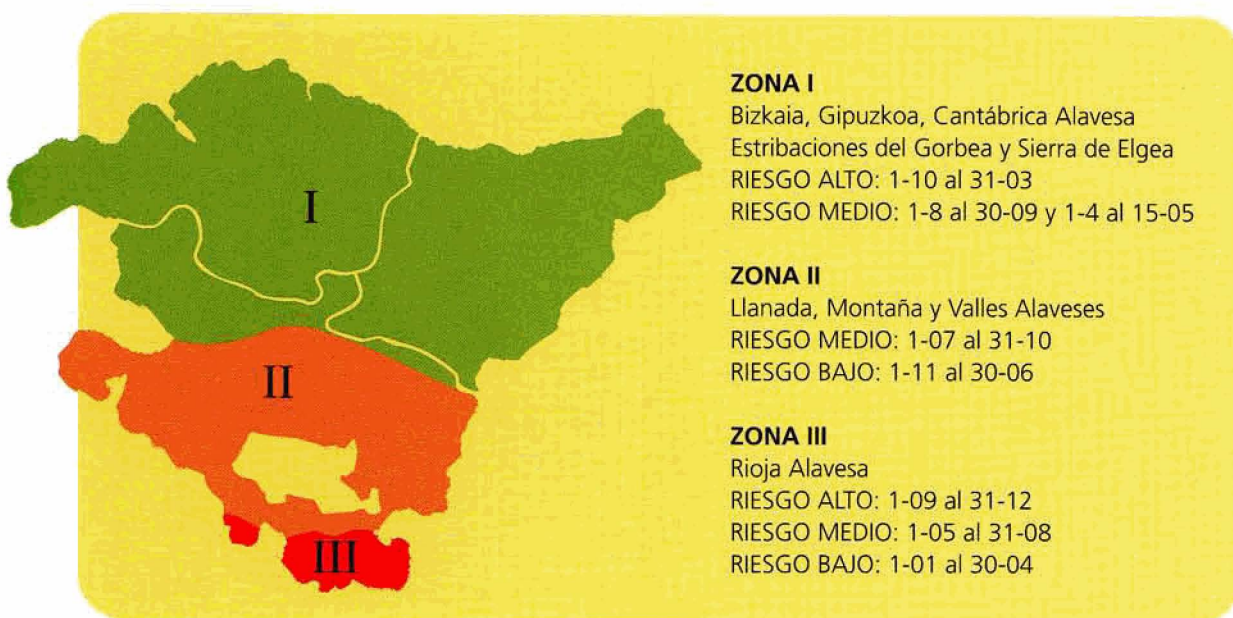 I
II
III
ZONA I
Bizkaia, Gipuzkoa, Cantábrica Alavesa
Estribaciones del Gorbea y Sierra de Elgea
RIESGO ALTO: 1-10 al 31-03
RIESGO MEDIO: 1-8 al 30-09 y 1-4 al 15-05
ZONA II
Llanada, Montaña y Valles Alaveses
RIESGO MEDIO: 1-07 al 31-10
RIESGO BAJO: 1-11 al 30-06
ZONA III
Rioja Alavesa
RIESGO ALTO: 1-09 al 31-12
RIESGO MEDIO: 1-05 al 31-08
RIESGO BAJO: 1-01 al 30-04